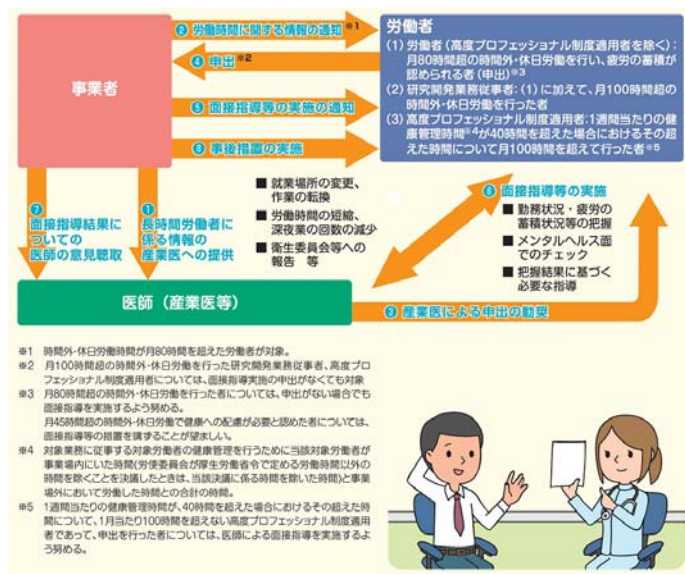 事業者
❷ 労働時間に関する情報の通知※1
❹ 申出※2
❺ 面接指導等の実施の通知
❽ 事後措置の実施
労働者
(1) 労働者(高度プロフェッショナル制度適用者を除く):
月80時間超の時間外・休日労働を行い、疲労の蓄積が
認められる者(申出)※3
(2) 研究開発業務従事者:(1)に加えて、月100時間超の
時間外・休日労働を行った者
(3) 高度プロフェッショナル制度適用者:1週間当たりの健
康管理時間※4が40時間を超えた場合におけるその超
えた時間について月100時間を超えて行った者※5
❼
面接指導結果に
ついての
医師の意見聴取
❶
長時間労働者に
係る情報の
産業医への提供
■ 就業場所の変更、
作業の転換
■ 労働時間の短縮、
深夜業の回数の減少
■ 衛生委員会等への
報告 等
❻ 面接指導等の実施
■ 勤務状況・疲労の
蓄積状況等の把握
■ メンタルヘルス面
でのチェック
■ 把握結果に基づく
必要な指導
医師(産業医等)
❸ 産業医による申出の勧奨
※1 時間外・休日労働時間が月80時間を超えた労働者が対象。
※2 月100時間超の時間外・休日労働を行った研究開発業務従事者、高度プロ
フェッショナル制度適用者については、面接指導実施の申出がなくても対象
※3 月80時間超の時間外・休日労働を行った者については、申出がない場合でも
面接指導を実施するよう努める。
月45時間超の時間外・休日労働で健康への配慮が必要と認めた者については、
面接指導等の措置を講ずることが望ましい。
※4 対象業務に従事する対象労働者の健康管理を行うために当該対象労働者が
事業場内にいた時間(労使委員会が厚生労働省令で定める労働時間以外の
時間を除くことを決議したときは、当該決議に係る時間を除いた時間)と事業
場外において労働した時間との合計の時間。
※5 1週間当たりの健康管理時間が、40時間を超えた場合におけるその超えた時
間について、1月当たり100時間を超えない高度プロフェッショナル制度適用
者であって、申出を行った者については、医師による面接指導を実施するよ
う努める。